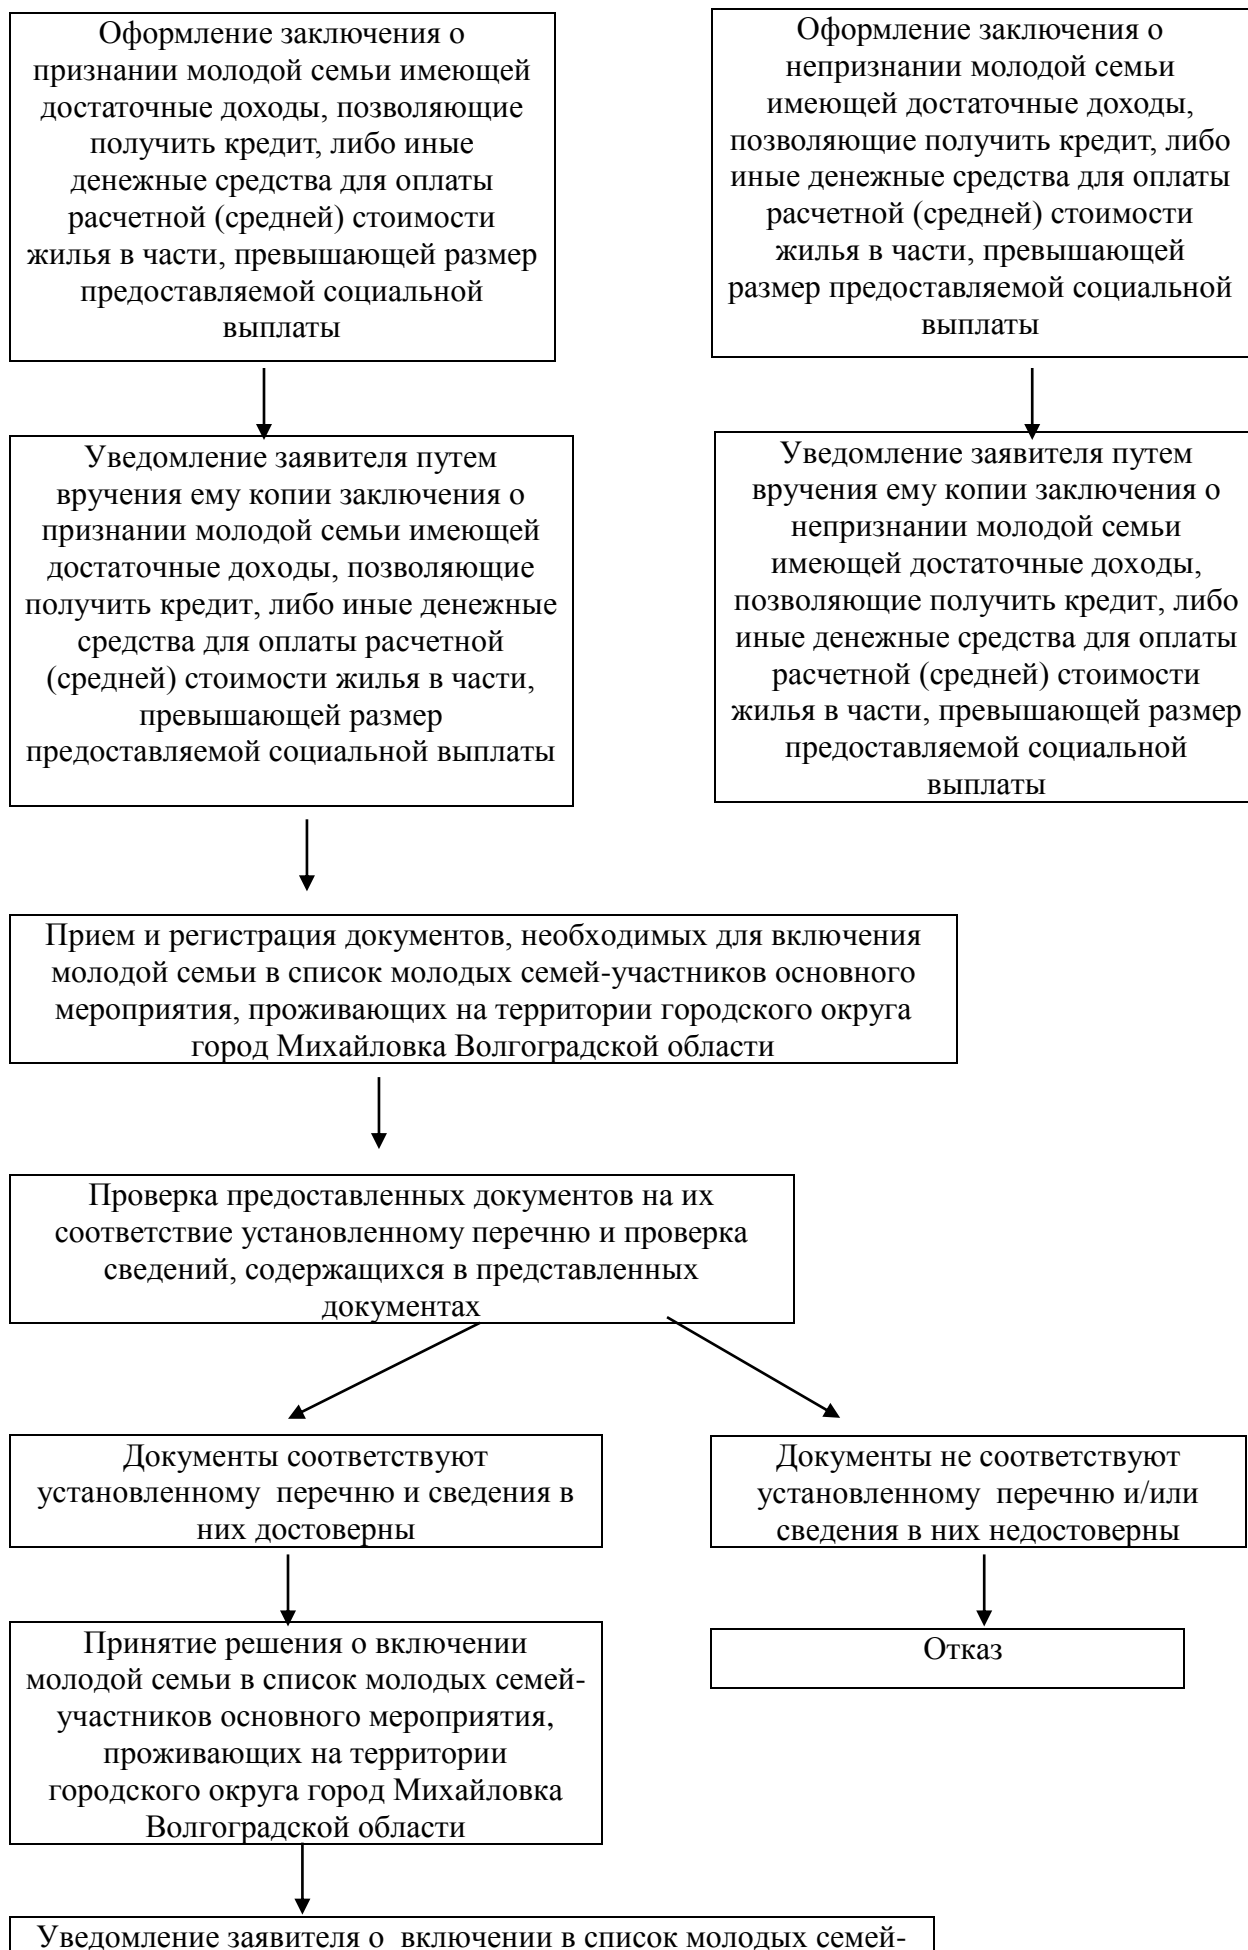 Оформление заключения о
признании молодой семьи имеющей
достаточные доходы, позволяющие
получить кредит, либо иные
денежные средства для оплаты
расчетной (средней) стоимости
жилья в части, превышающей размер
предоставляемой социальной
выплаты
Оформление заключения о
непризнании молодой семьи
имеющей достаточные доходы,
позволяющие получить кредит, либо
иные денежные средства для оплаты
расчетной (средней) стоимости
жилья в части, превышающей
размер предоставляемой социальной
выплаты
Уведомление заявителя путем
вручения ему копии заключения о
признании молодой семьи имеющей
достаточные доходы, позволяющие
получить кредит, либо иные денежные
средства для оплаты расчетной
(средней) стоимости жилья в части,
превышающей размер
предоставляемой социальной выплаты
Уведомление заявителя путем
вручения ему копии заключения о
непризнании молодой семьи
имеющей достаточные доходы,
позволяющие получить кредит, либо
иные денежные средства для оплаты
расчетной (средней) стоимости
жилья в части, превышающей размер
предоставляемой социальной
выплаты
Прием и регистрация документов, необходимых для включения
молодой семьи в список молодых семей-участников основного
мероприятия, проживающих на территории городского округа
город Михайловка Волгоградской области
Проверка предоставленных документов на их
соответствие установленному перечню и проверка
сведений, содержащихся в представленных
документах
Документы соответствуют
установленному  перечню и сведения в
них достоверны
Документы не соответствуют
установленному  перечню и/или
сведения в них недостоверны
Принятие решения о включении
молодой семьи в список молодых семей-
участников основного мероприятия,
проживающих на территории
городского округа город Михайловка
Волгоградской области
Отказ
Уведомление заявителя о  включении в список молодых семей-